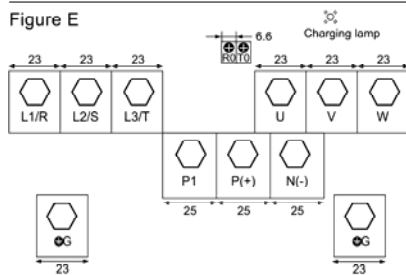 Figure E
6.6
Charging lamp
23 23 23 R0 T0 23 23 23
L1/R L2/S L3/T U V W
P1 P(+) N(-)
25 25 25
G G
23 23